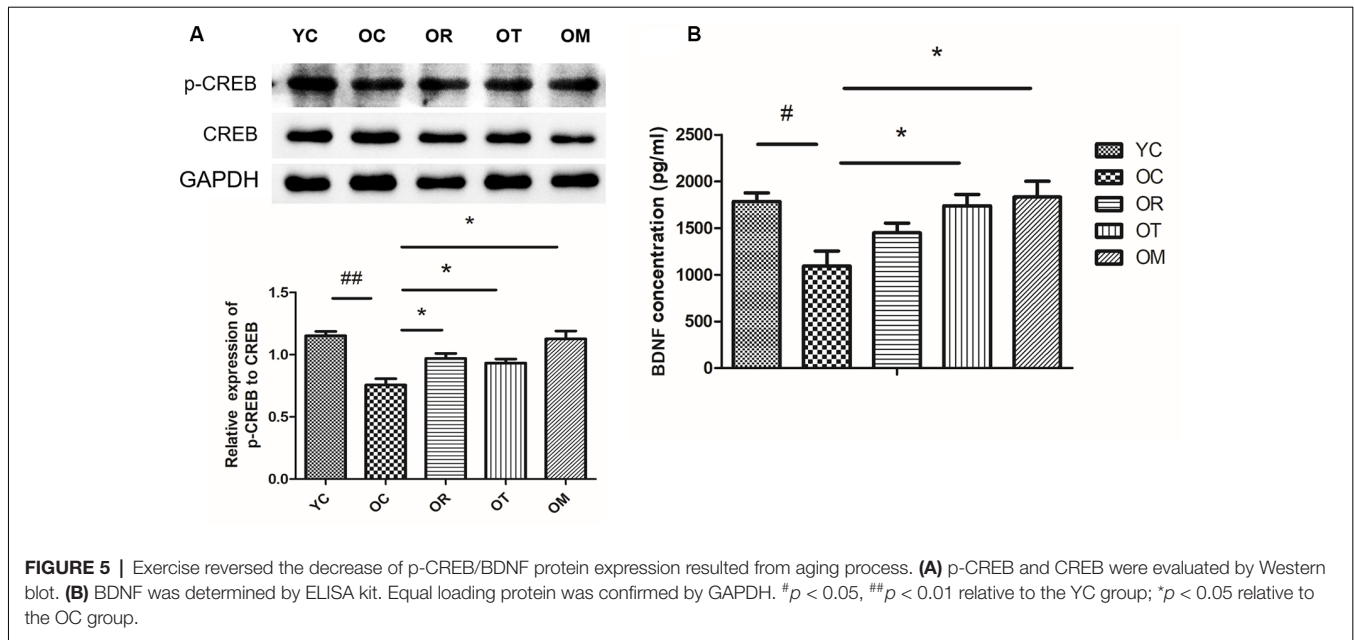 A
YC OC OR OT OM
p-CREB
CREB
GAPDH
*
*
##
*
Relative expression of
p-CREB to CREB
1.5
1.0
0.5
0.0
YC OC OR OT OM
B
*
#
*
BDNF concentration (pg/ml)
2500
2000
1500
1000
500
0
YC
OC
OR
OT
OM
FIGURE 5 | Exercise reversed the decrease of p-CREB/BDNF protein expression resulted from aging process. (A) p-CREB and CREB were evaluated by Western
blot. (B) BDNF was determined by ELISA kit. Equal loading protein was confirmed by GAPDH. #p < 0.05, ##p < 0.01 relative to the YC group; *p < 0.05 relative to
the OC group.